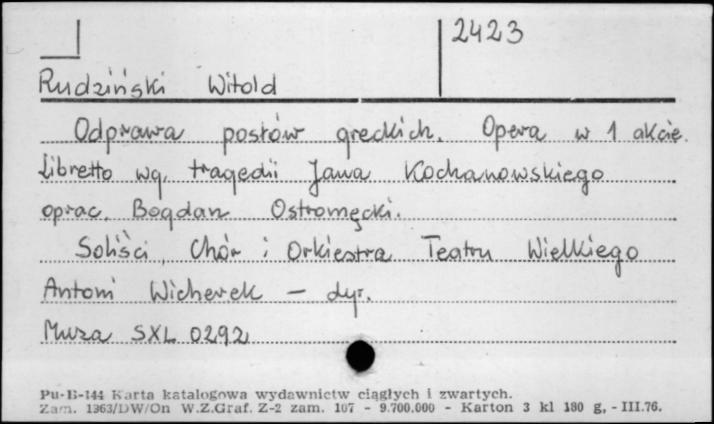 2423
Rudziński Witold
Odprawa posłów greckich. Opera w 1 akcie.
Libretto wg. tragedii Jana Kochanowskiego
oprac. Bogdan Ostromęcki.
Soliści, Chór i Orkiestra Teatru Wielkiego
Antoni Wicherek – dyr.
Muza SXL 0292
Pu-B-144 Karta katalogowa wydawnictw ciągłych i zwartych.
Zam. 1363/DW/On W.Z.Graf. Z-2 zam. 107 - 9.700.000 - Karton 3 kl 180 g, - III.76.